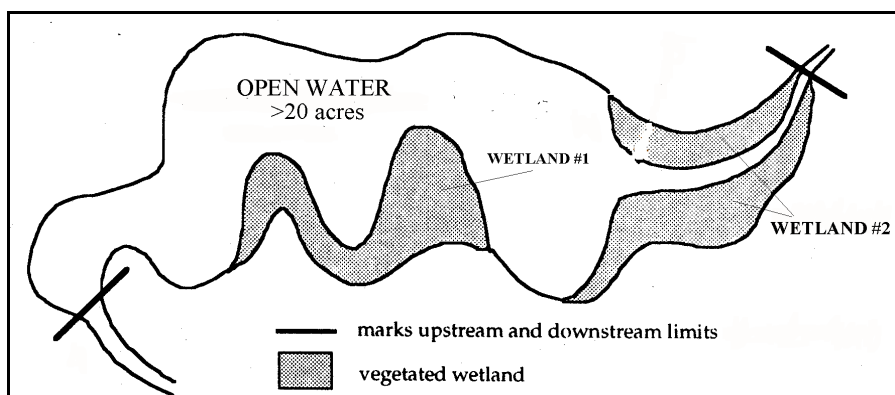 OPEN WATER
>20 acres
WETLAND #1
WETLAND #2
marks upstream and downstream limits
vegetated wetland